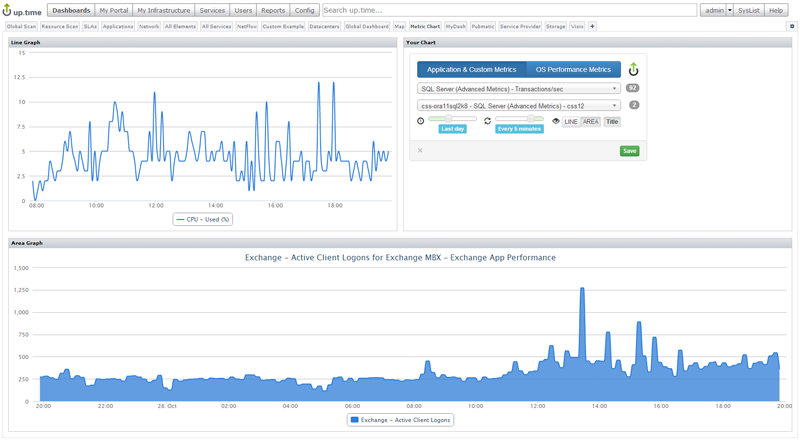 up.time
Dashboards My Portal My Infrastructure Services Users Reports Config Search up.time... admin SysList Help
Global Scan Resource Scan SLAs Applications Network All Elements All Services NetFlow Custom Example Datacenters Global Dashboard Map Metric Chart MyDash Pubmatic Service Provider Storage Visio +
Line Graph
15
12.5
10
7.5
5
2.5
0
08:00 10:00 12:00 14:00 16:00 18:00
CPU - Used (%)
Your Chart
Application & Custom Metrics OS Performance Metrics
SQL Server (Advanced Metrics) - Transactions/sec 92
css-ora11sql2k8 - SQL Server (Advanced Metrics) - css12 2
LINE AREA Title
Last day Every 5 minutes
× Save
Area Graph
Exchange - Active Client Logons for Exchange MBX - Exchange App Performance
1,500
1,250
1,000
750
500
250
0
20:00 22:00 28. Oct 02:00 04:00 06:00 08:00 10:00 12:00 14:00 16:00 18:00 20:00
Exchange - Active Client Logons